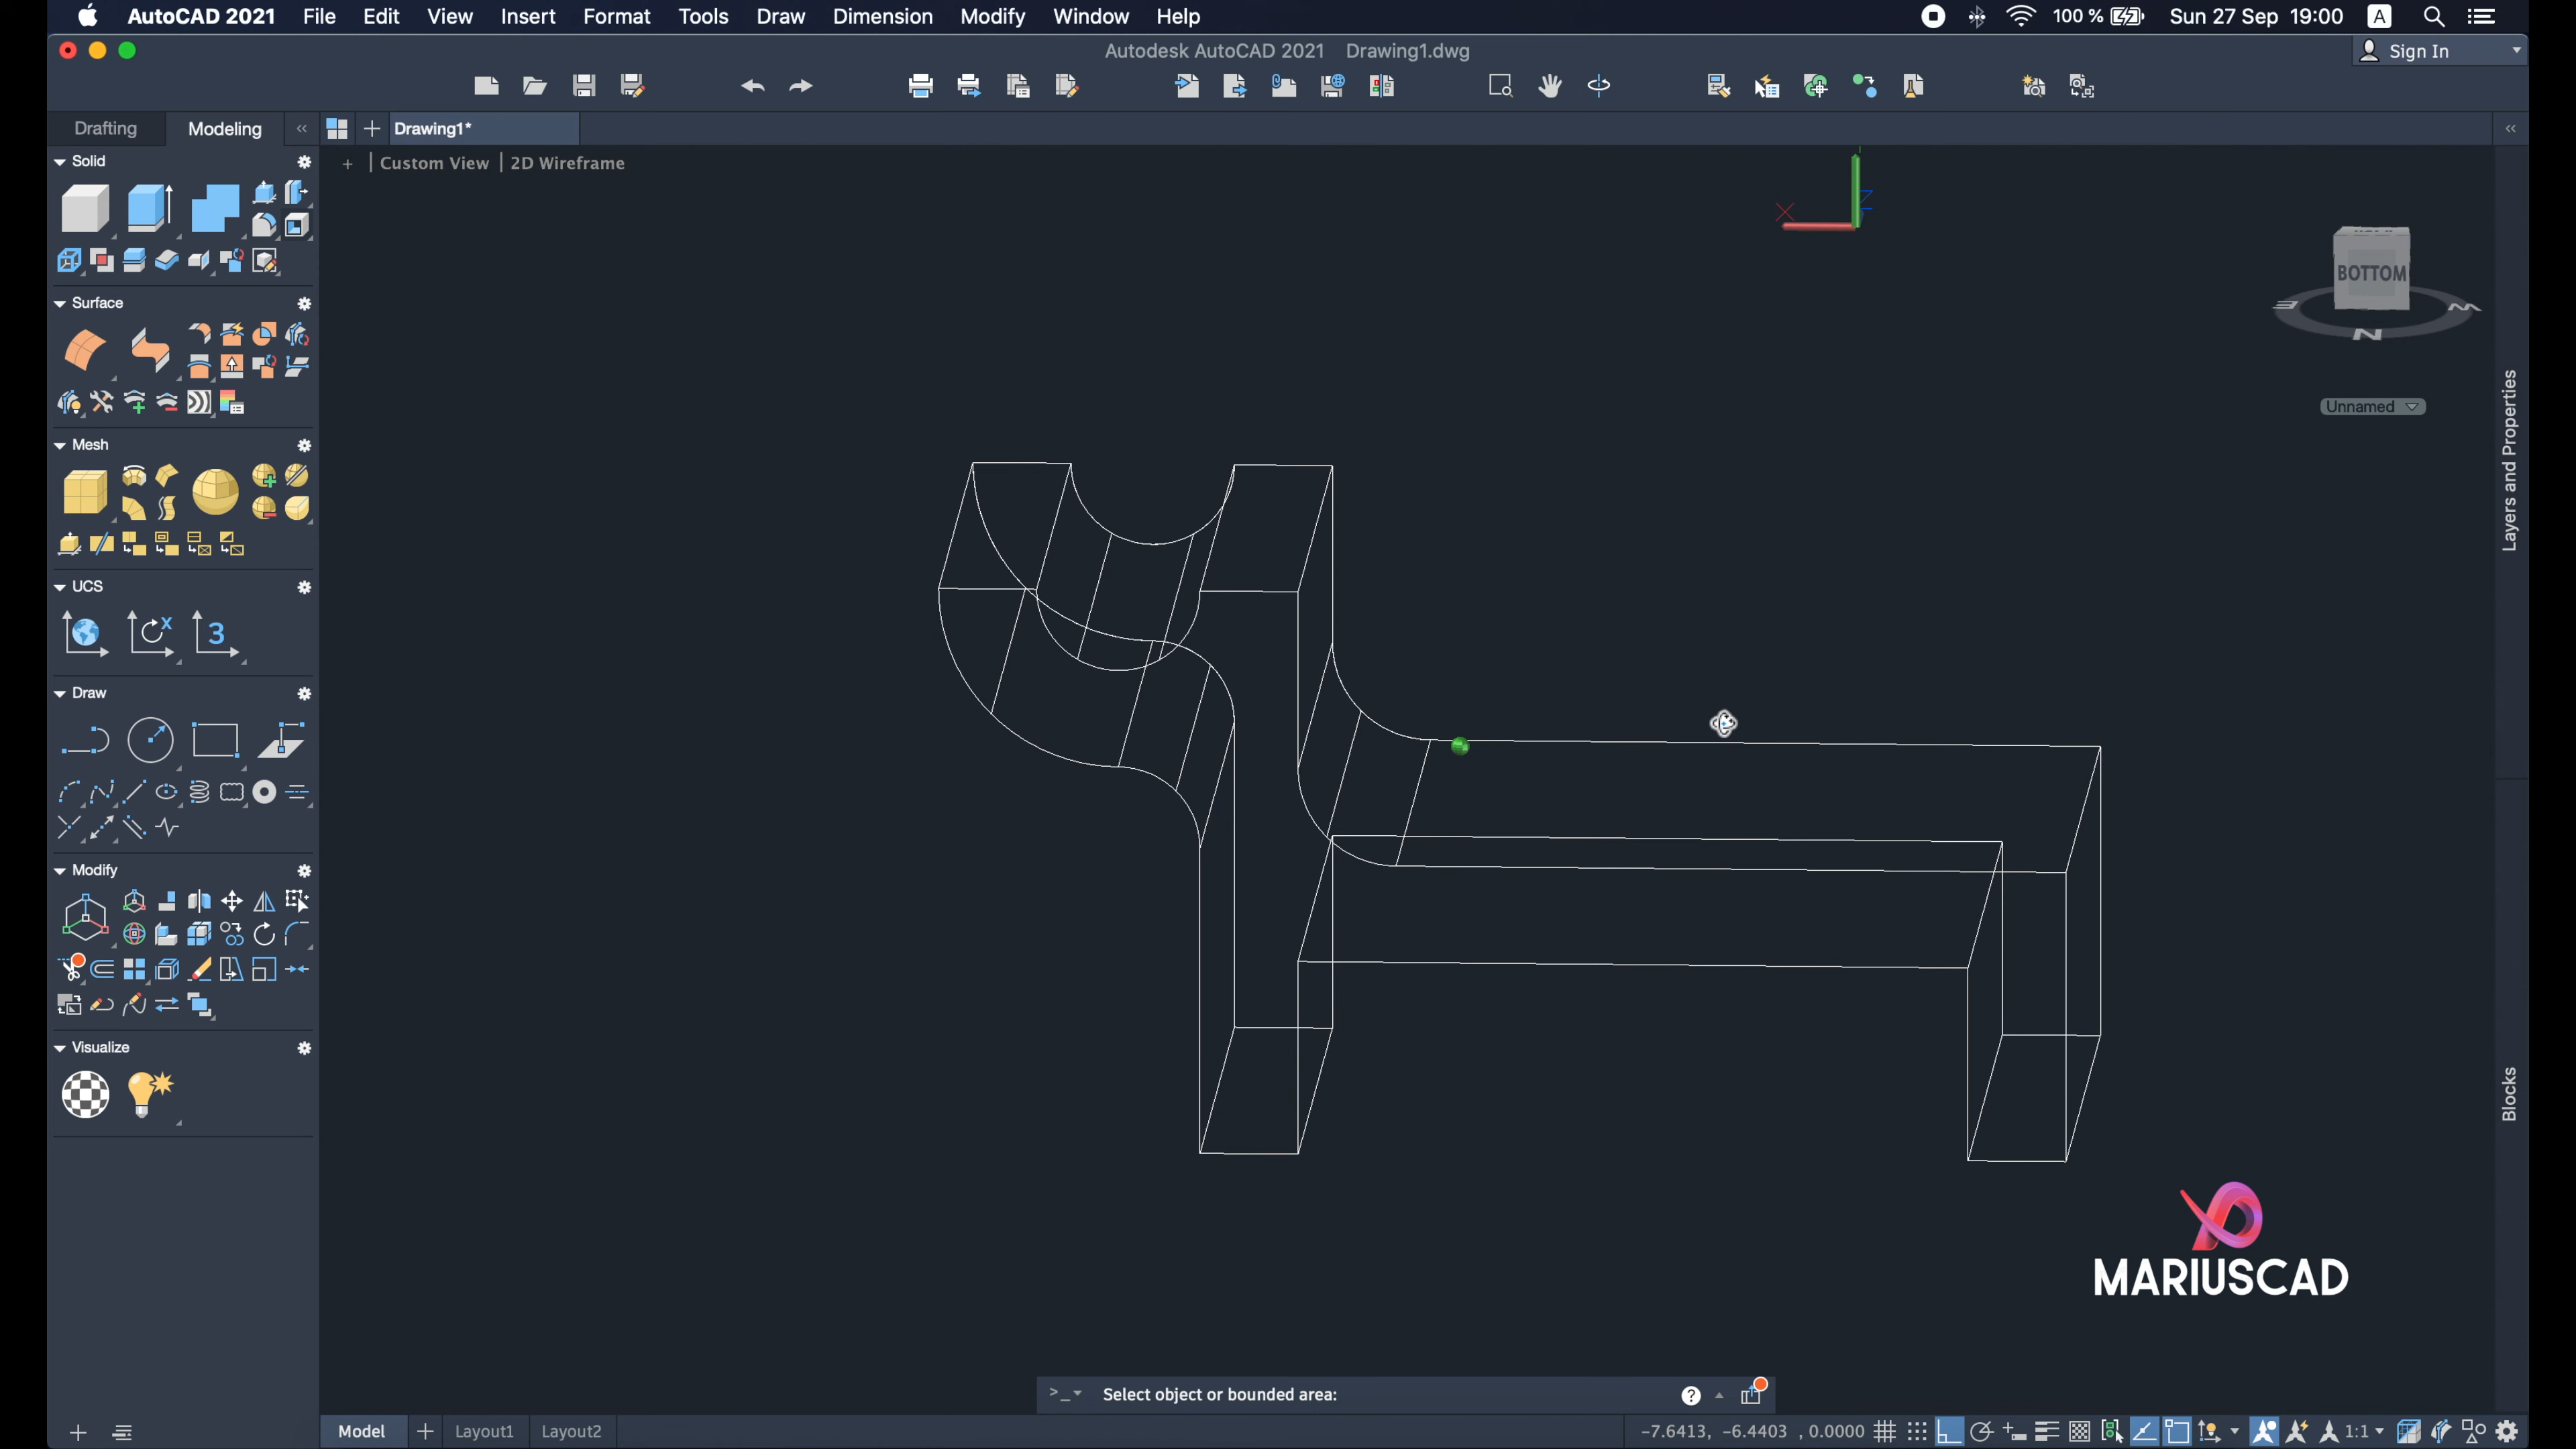 AutoCAD 2021 File Edit View Insert Format Tools Draw Dimension Modify Window Help 100 % Sun 27 Sep 19:00 A
Autodesk AutoCAD 2021 Drawing1.dwg Sign In
Drafting Modeling « + Drawing1* «
Solid
+ | Custom View | 2D Wireframe
X
Z
BOTTOM
N
Unnamed
Surface
Mesh
UCS
X
3
Draw
Modify
Visualize
Layers and Properties
Blocks
MARIUSCAD
>_ Select object or bounded area: ?
Model + Layout1 Layout2 -7.6413, -6.4403 , 0.0000 1:1